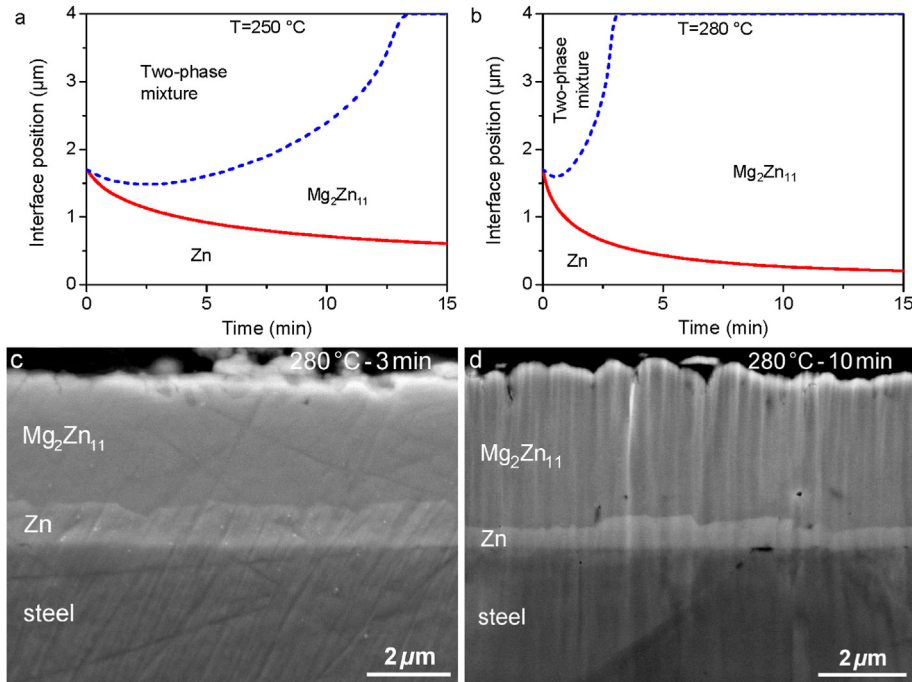 a
T=250 °C
Two-phase
mixture
Mg₂Zn₁₁
Zn
Interface position (µm)
4
3
2
1
0
0 5 10 15
Time (min)
b
T=280 °C
Two-phase
mixture
Mg₂Zn₁₁
Zn
Interface position (µm)
4
3
2
1
0
0 5 10 15
Time (min)
c
280 °C - 3 min
Mg₂Zn₁₁
Zn
steel
2 µm
d
280 °C - 10 min
Mg₂Zn₁₁
Zn
steel
2 µm